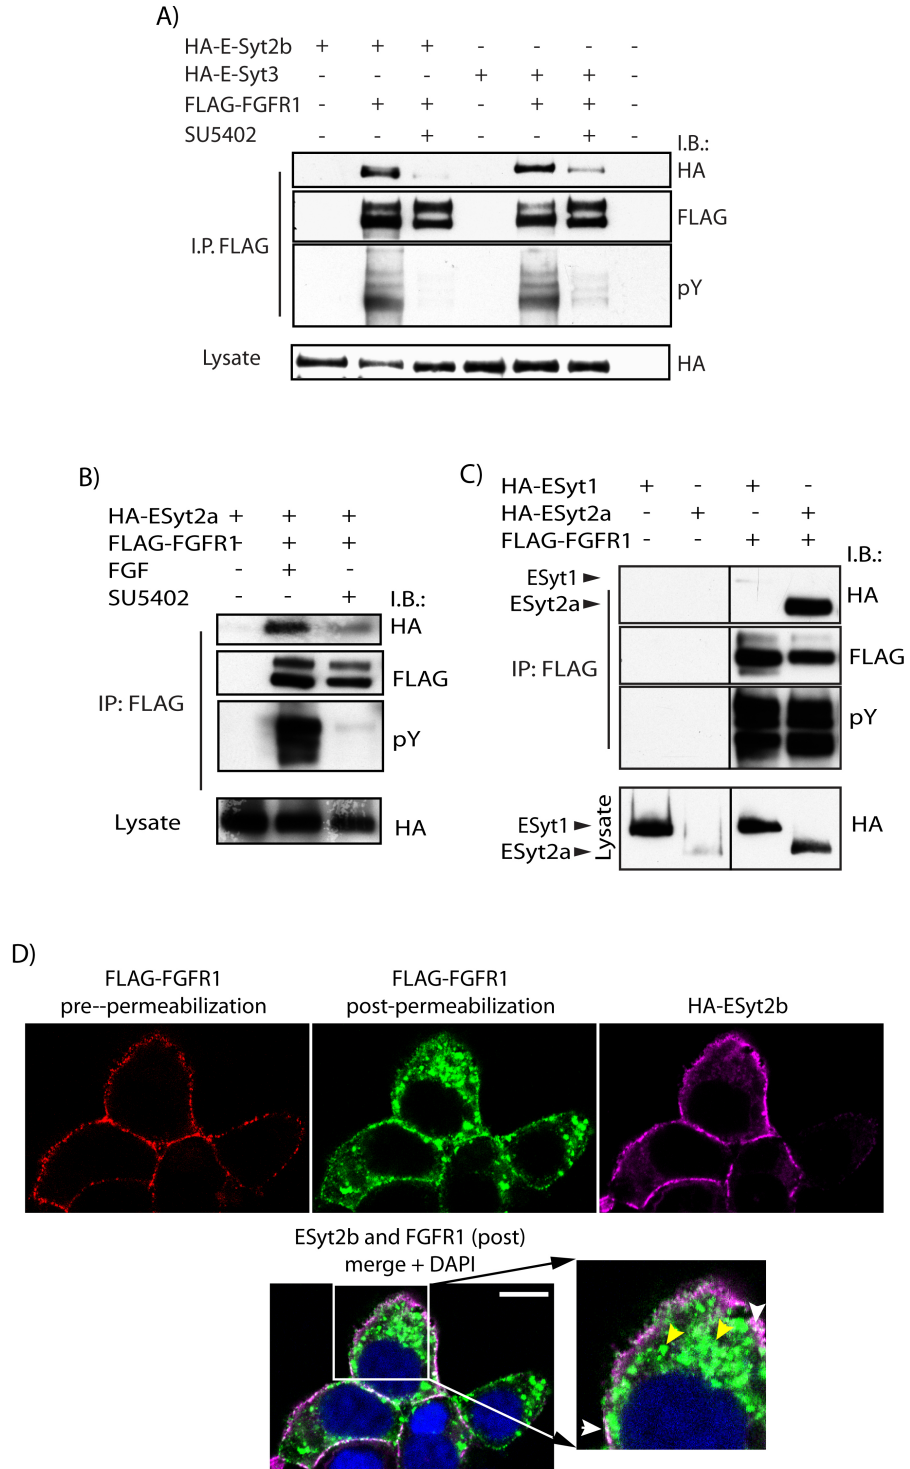 A)
HA-E-Syt2b + + + - - - -
HA-E-Syt3 - - - + + + -
FLAG-FGFR1 - + + - + + -
SU5402 - - + - - + -
I.B.:
HA
FLAG
I.P. FLAG
pY
Lysate
HA
B)
HA-ESyt2a + + +
FLAG-FGFR1 - + +
FGF - + -
SU5402 - - +
I.B.:
HA
FLAG
IP: FLAG
pY
Lysate
HA
C)
HA-ESyt1 + - + -
HA-ESyt2a - + - +
FLAG-FGFR1 - - + +
I.B.:
ESyt1
ESyt2a
HA
IP: FLAG
FLAG
pY
Lysate
ESyt1
ESyt2a
HA
D)
FLAG-FGFR1
pre--permeabilization
FLAG-FGFR1
post-permeabilization
HA-ESyt2b
ESyt2b and FGFR1 (post)
merge + DAPI